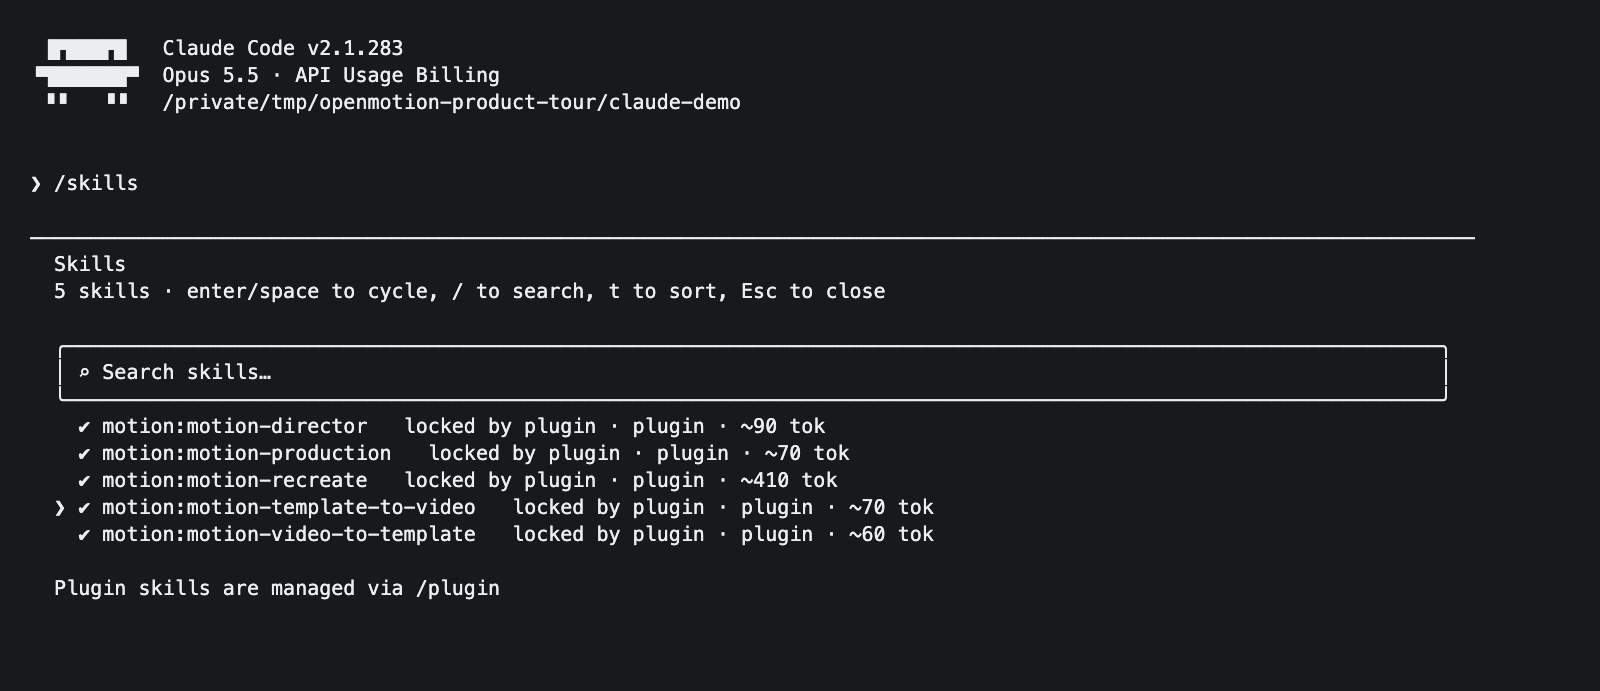 Claude Code v2.1.283
Opus 5.5 · API Usage Billing
/private/tmp/openmotion-product-tour/claude-demo
❯ /skills
Skills
5 skills · enter/space to cycle, / to search, t to sort, Esc to close
⌕ Search skills…
✔ motion:motion-director   locked by plugin · plugin · ~90 tok
✔ motion:motion-production   locked by plugin · plugin · ~70 tok
✔ motion:motion-recreate   locked by plugin · plugin · ~410 tok
❯ ✔ motion:motion-template-to-video   locked by plugin · plugin · ~70 tok
✔ motion:motion-video-to-template   locked by plugin · plugin · ~60 tok
Plugin skills are managed via /plugin